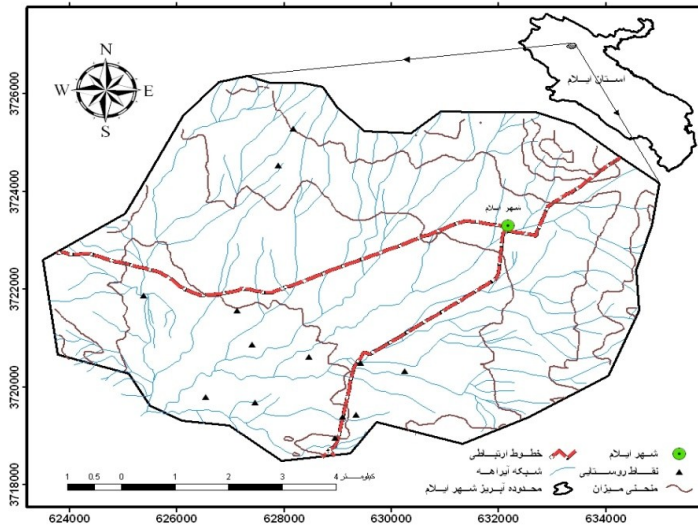 N
W E
S
استان ایلام
3726000
3724000
3722000
3720000
3718000
شهر ایلام
شهر ایلام
نقاط روستایی
منحنی میزان
خطوط ارتباطی
شبکه آبراهه
محدوده آبریز شهر ایلام
1 0.5 0 1 2 3 4 کیلومتر
624000 626000 628000 630000 632000 634000